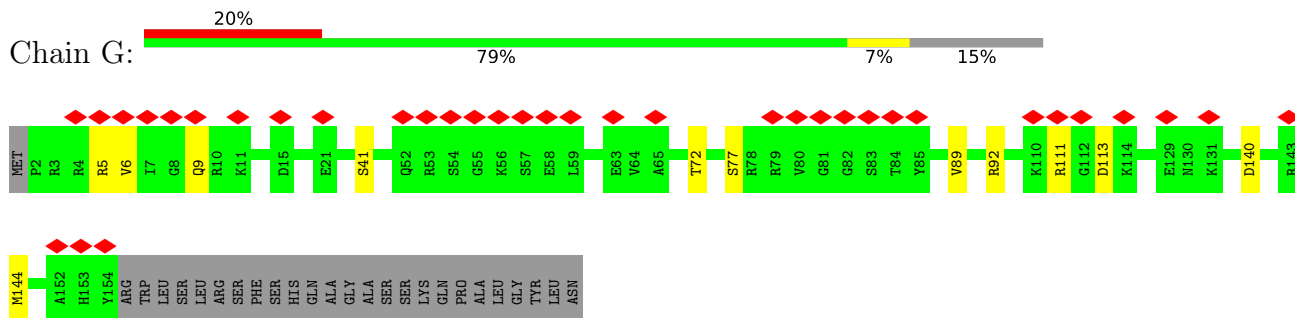 20%
Chain G:
79% 7% 15%
MET P2 R3 R4 R5 V6 I7 G8 Q9 R10 K11 D15 E21 S41 Q52 R53 S54 G55 K56 S57 E58 L59 E63 V64 A65 T72 S77 R78 R79 V80 G81 G82 S83 T84 Y85 V89 R92 K110 R111 G112 D113 K114 E129 N130 K131 D140 R143
M144 A152 H153 Y154 ARG TRP LEU SER LEU ARG SER PHE SER HIS GLN ALA GLY ALA SER SER LYS GLN PRO ALA LEU GLY TYR LEU ASN